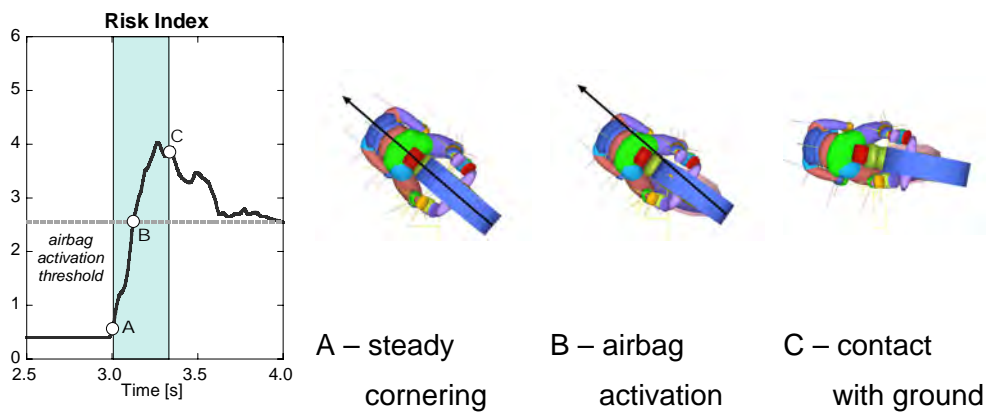 Risk Index
6
5
4
3
2
1
0
C
B
A
airbag
activation
threshold
2.5
3.0
3.5
4.0
Time [s]
A – steady
cornering
B – airbag
activation
C – contact
with ground